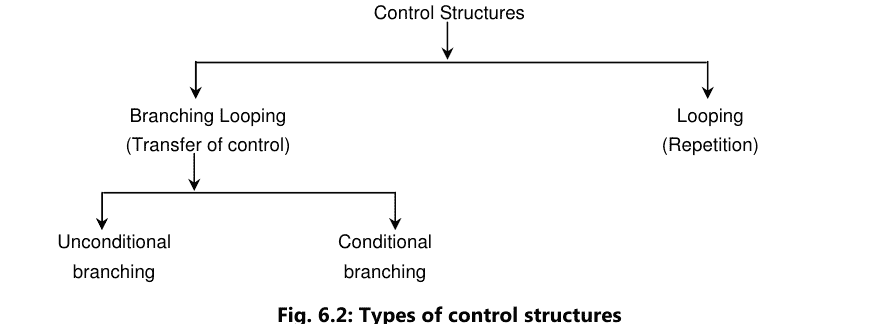 Control Structures
Branching Looping
(Transfer of control)
Looping
(Repetition)
Unconditional
branching
Conditional
branching
Fig. 6.2: Types of control structures